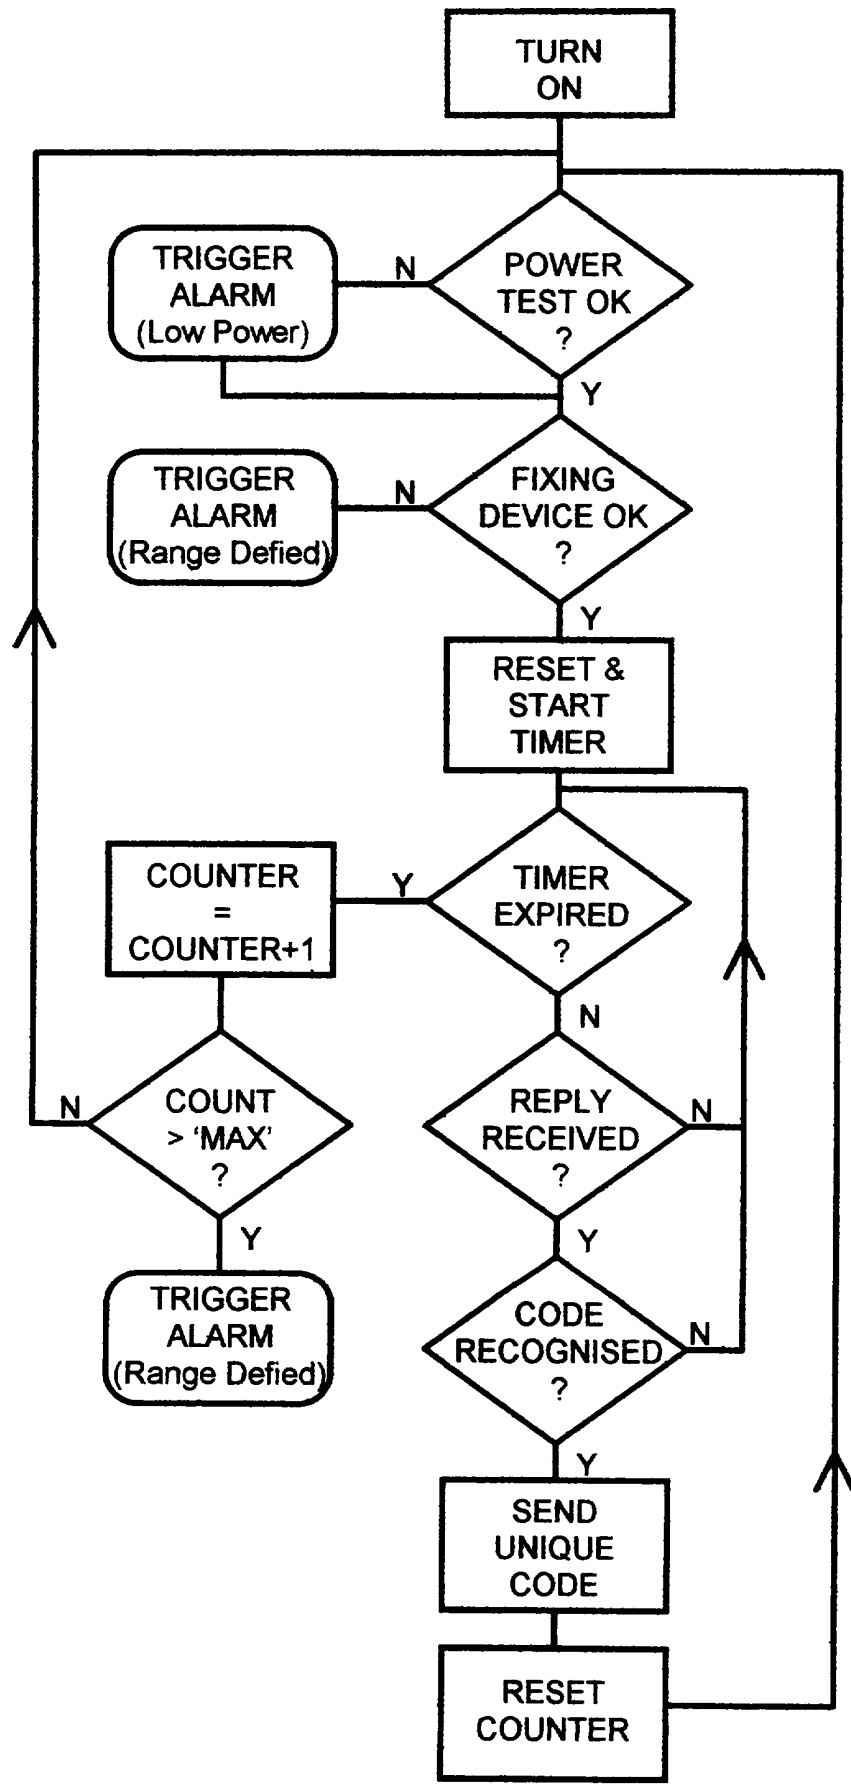 TURN
ON
TRIGGER
ALARM
(Low Power)
N
POWER
TEST OK
?
Y
TRIGGER
ALARM
(Range Defied)
N
FIXING
DEVICE OK
?
Y
RESET &
START
TIMER
COUNTER
=
COUNTER+1
Y
TIMER
EXPIRED
?
N
N
COUNT
> 'MAX'
?
Y
REPLY
RECEIVED
?
N
Y
TRIGGER
ALARM
(Range Defied)
CODE
RECOGNISED
?
N
Y
SEND
UNIQUE
CODE
RESET
COUNTER